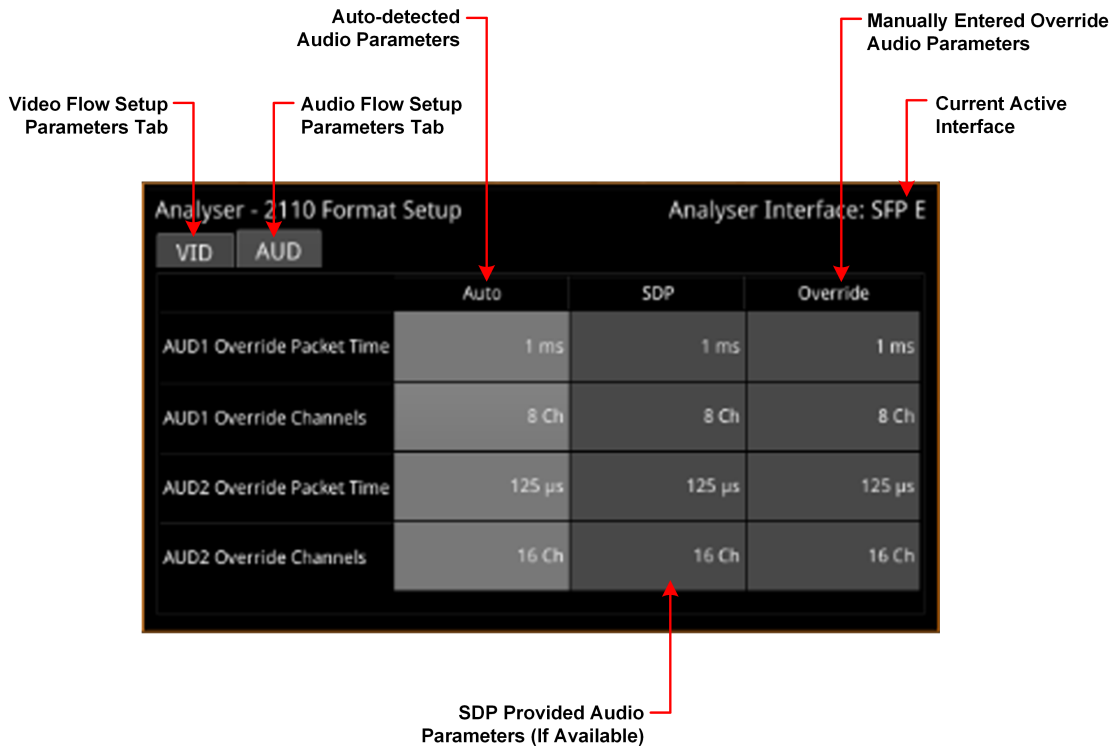 Auto-detected
Audio Parameters
Manually Entered Override
Audio Parameters
Video Flow Setup
Parameters Tab
Audio Flow Setup
Parameters Tab
Current Active
Interface
Analyser - 2110 Format Setup
Analyser Interface: SFP E
VID
AUD
Auto
SDP
Override
AUD1 Override Packet Time
1 ms
1 ms
1 ms
AUD1 Override Channels
8 Ch
8 Ch
8 Ch
AUD2 Override Packet Time
125 µs
125 µs
125 µs
AUD2 Override Channels
16 Ch
16 Ch
16 Ch
SDP Provided Audio
Parameters (If Available)